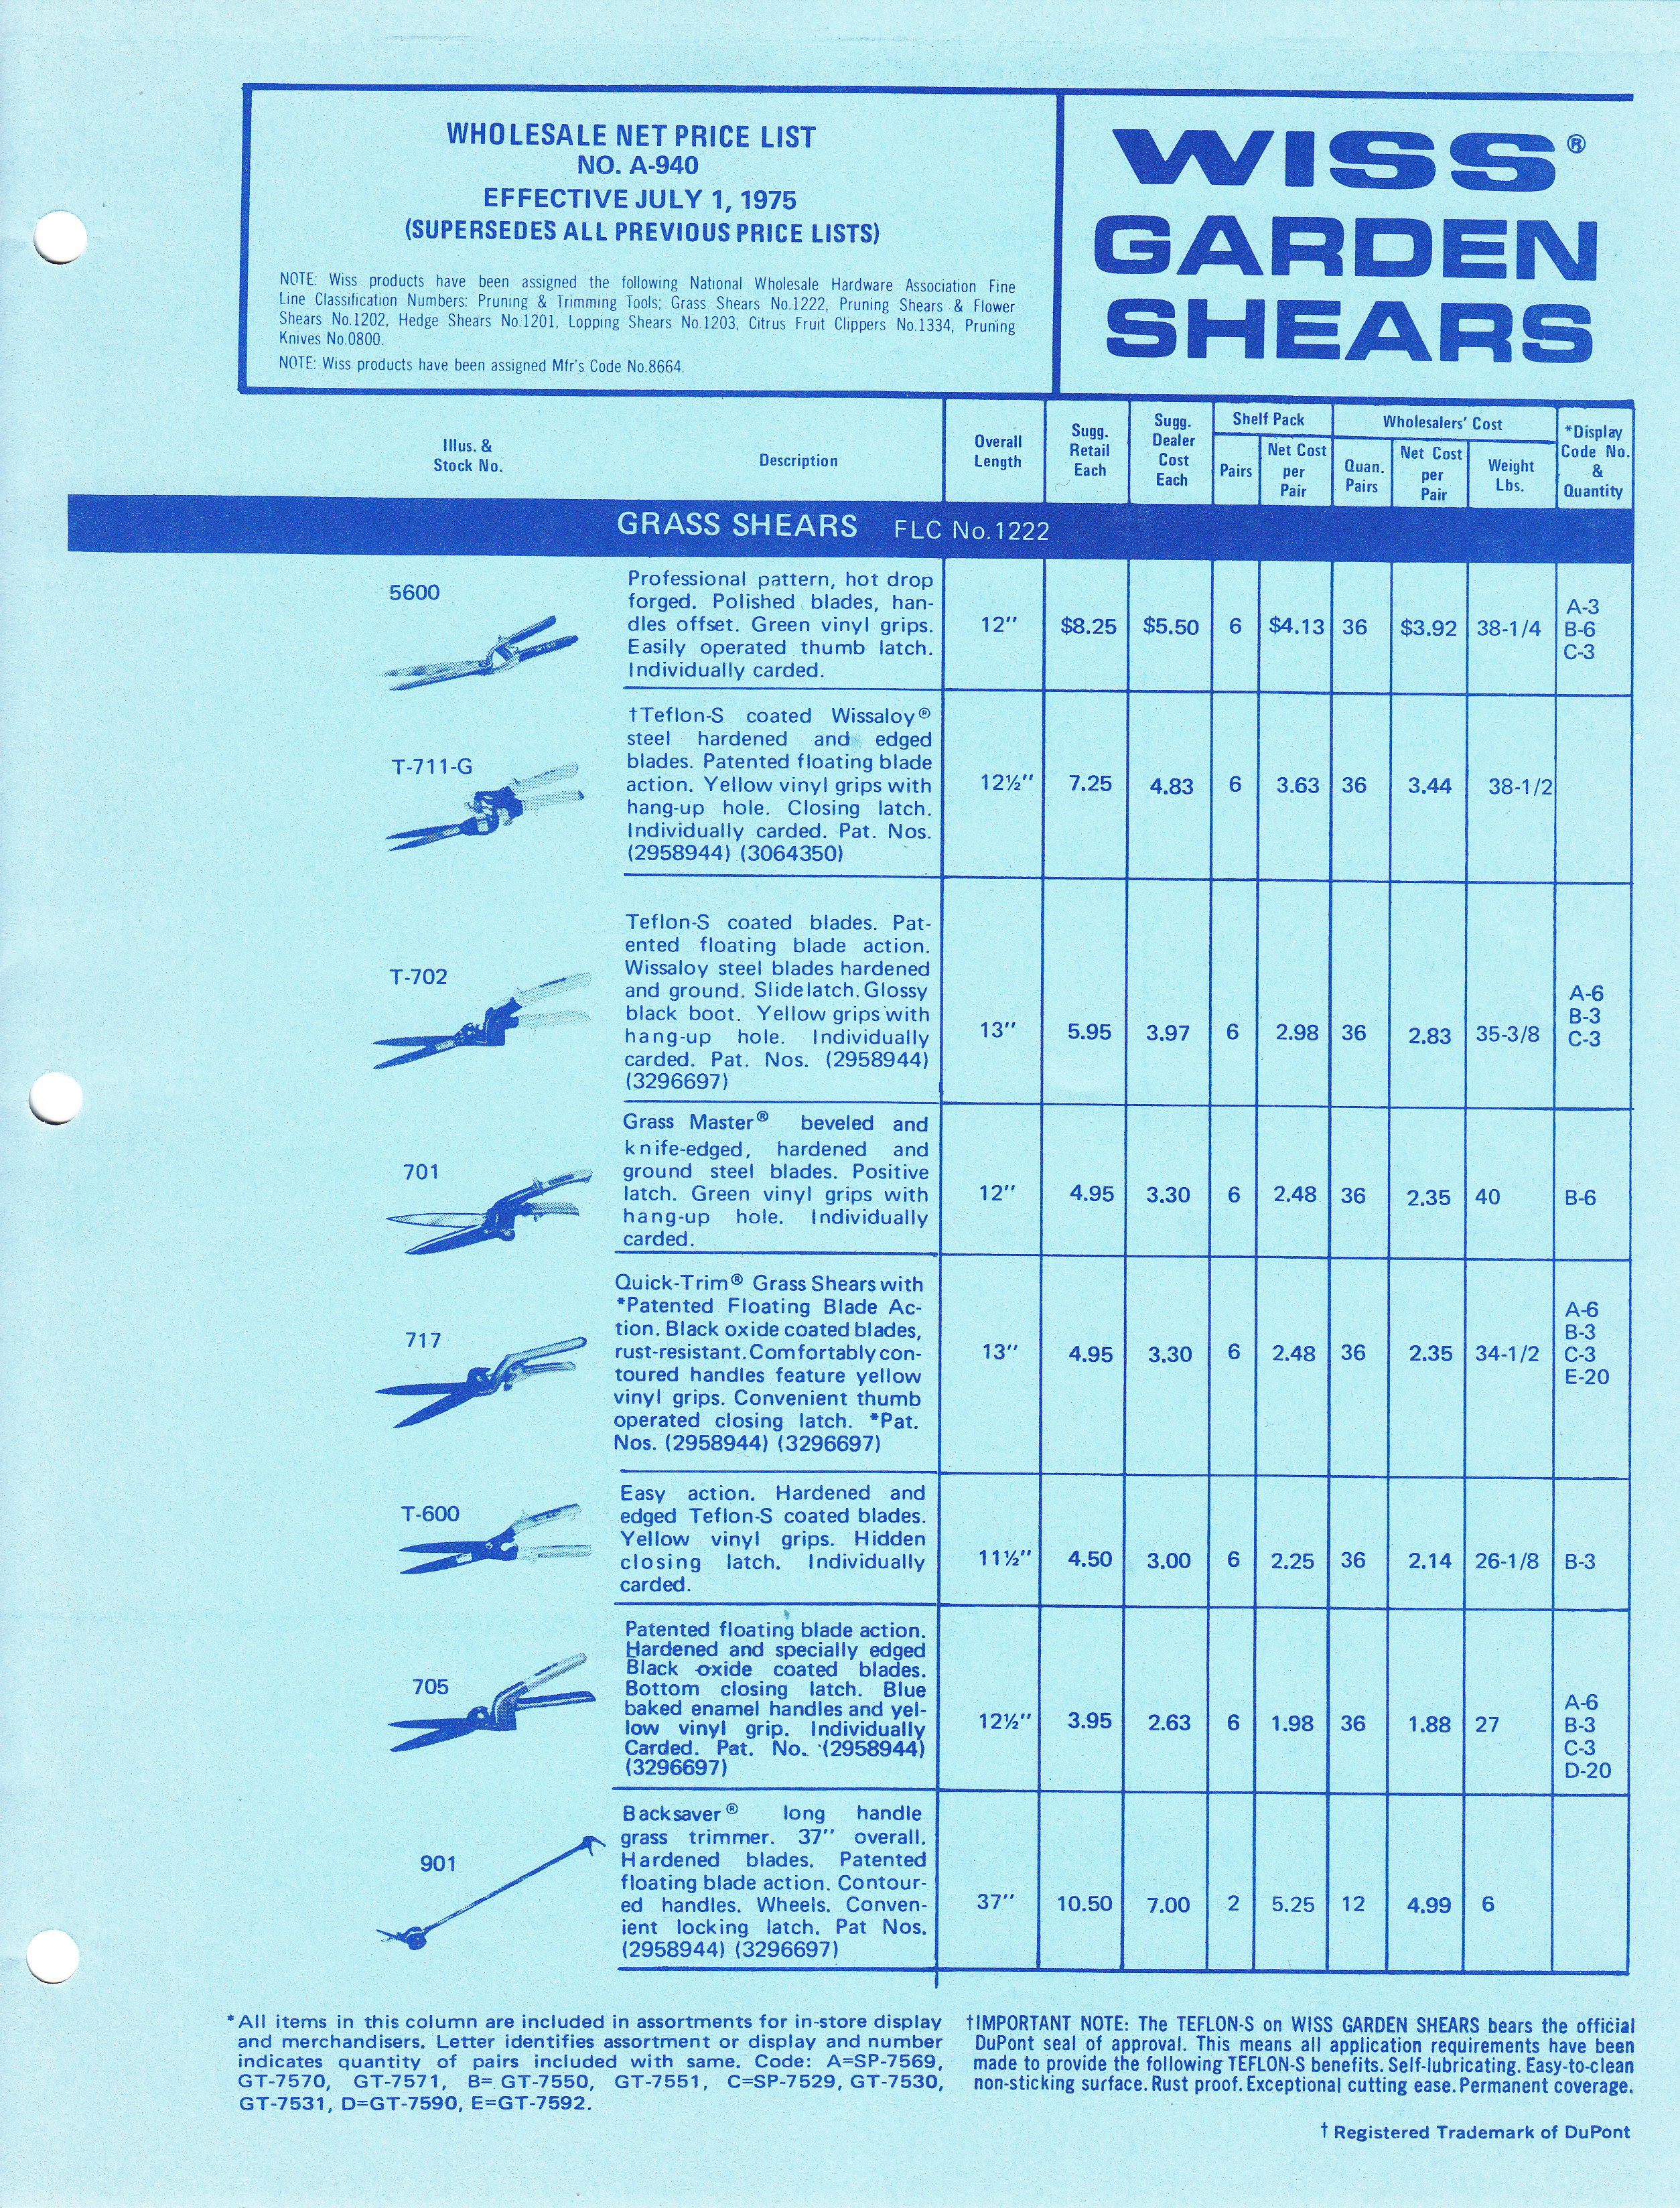 WHOLESALE NET PRICE LIST
NO. A-940
EFFECTIVE JULY 1, 1975
(SUPERSEDES ALL PREVIOUS PRICE LISTS)
NOTE: Wiss products have been assigned the following National Wholesale Hardware Association Fine
Line Classification Numbers: Pruning & Trimming Tools; Grass Shears No.1222, Pruning Shears & Flower
Shears No.1202, Hedge Shears No.1201, Lopping Shears No.1203, Citrus Fruit Clippers No.1334, Pruning
Knives No.0800.
NOTE: Wiss products have been assigned Mfr's Code No.8664.
WISS®
GARDEN
SHEARS
Illus. &
Stock No.
Description
Overall
Length
Sugg.
Retail
Each
Sugg.
Dealer
Cost
Each
Shelf Pack
Pairs
Net Cost
per
Pair
Wholesalers' Cost
Quan.
Pairs
Net Cost
per
Pair
Weight
Lbs.
*Display
Code No.
&
Quantity
GRASS SHEARS FLC No.1222
5600
Professional pattern, hot drop
forged. Polished blades, han-
dles offset. Green vinyl grips.
Easily operated thumb latch.
Individually carded.
12" $8.25 $5.50 6 $4.13 36 $3.92 38-1/4
A-3
B-6
C-3
T-711-G
†Teflon-S coated Wissaloy®
steel hardened and edged
blades. Patented floating blade
action. Yellow vinyl grips with
hang-up hole. Closing latch.
Individually carded. Pat. Nos.
(2958944) (3064350)
12½" 7.25 4.83 6 3.63 36 3.44 38-1/2
T-702
Teflon-S coated blades. Pat-
ented floating blade action.
Wissaloy steel blades hardened
and ground. Slide latch. Glossy
black boot. Yellow grips with
hang-up hole. Individually
carded. Pat. Nos. (2958944)
(3296697)
13" 5.95 3.97 6 2.98 36 2.83 35-3/8
A-6
B-3
C-3
701
Grass Master® beveled and
knife-edged, hardened and
ground steel blades. Positive
latch. Green vinyl grips with
hang-up hole. Individually
carded.
12" 4.95 3.30 6 2.48 36 2.35 40 B-6
717
Quick-Trim® Grass Shears with
*Patented Floating Blade Ac-
tion. Black oxide coated blades,
rust-resistant. Comfortably con-
toured handles feature yellow
vinyl grips. Convenient thumb
operated closing latch. *Pat.
Nos. (2958944) (3296697)
13" 4.95 3.30 6 2.48 36 2.35 34-1/2
A-6
B-3
C-3
E-20
T-600
Easy action. Hardened and
edged Teflon-S coated blades.
Yellow vinyl grips. Hidden
closing latch. Individually
carded.
11½" 4.50 3.00 6 2.25 36 2.14 26-1/8 B-3
705
Patented floating blade action.
Hardened and specially edged
Black oxide coated blades.
Bottom closing latch. Blue
baked enamel handles and yel-
low vinyl grip. Individually
Carded. Pat. No. (2958944)
(3296697)
12½" 3.95 2.63 6 1.98 36 1.88 27
A-6
B-3
C-3
D-20
901
Backsaver® long handle
grass trimmer. 37" overall.
Hardened blades. Patented
floating blade action. Contour-
ed handles. Wheels. Conven-
ient locking latch. Pat Nos.
(2958944) (3296697)
37" 10.50 7.00 2 5.25 12 4.99 6
*All items in this column are included in assortments for in-store display
and merchandisers. Letter identifies assortment or display and number
indicates quantity of pairs included with same. Code: A=SP-7569,
GT-7570, GT-7571, B= GT-7550, GT-7551, C=SP-7529, GT-7530,
GT-7531, D=GT-7590, E=GT-7592.
†IMPORTANT NOTE: The TEFLON-S on WISS GARDEN SHEARS bears the official
DuPont seal of approval. This means all application requirements have been
made to provide the following TEFLON-S benefits. Self-lubricating. Easy-to-clean
non-sticking surface. Rust proof. Exceptional cutting ease. Permanent coverage.
† Registered Trademark of DuPont